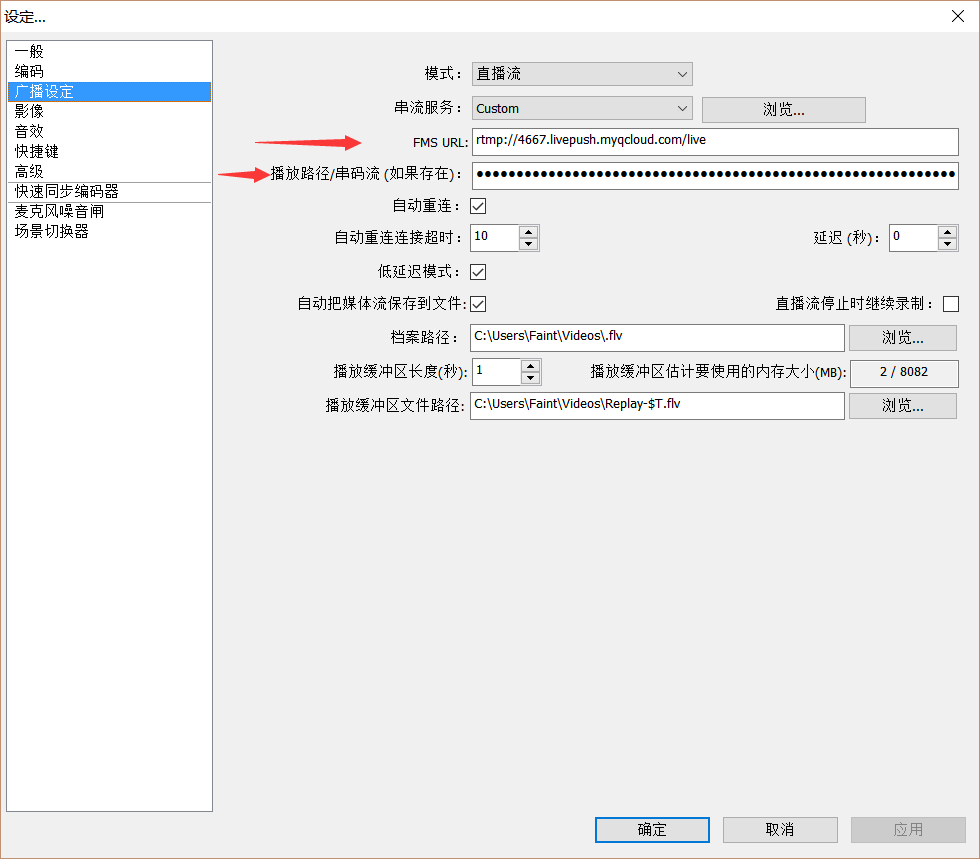 设定...
一般
编码
广播设定
影像
音效
快捷键
高级
快速同步编码器
麦克风噪音闸
场景切换器
模式： 直播流
串流服务： Custom 浏览...
FMS URL: rtmp://4667.livepush.myqcloud.com/live
播放路径/串码流 (如果存在)： ●●●●●●●●●●●●●●●●●●●●●●●●●●●●●●●●●●●●●●●●●●●●●●●●●●●●●●●●●●●●
自动重连：
自动重连连接超时： 10 延迟 (秒)： 0
低延迟模式：
自动把媒体流保存到文件: 直播流停止时继续录制：
档案路径： C:\Users\Faint\Videos\.flv 浏览...
播放缓冲区长度(秒): 1 播放缓冲区估计要使用的内存大小(MB): 2 / 8082
播放缓冲区文件路径: C:\Users\Faint\Videos\Replay-$T.flv 浏览...
确定 取消 应用